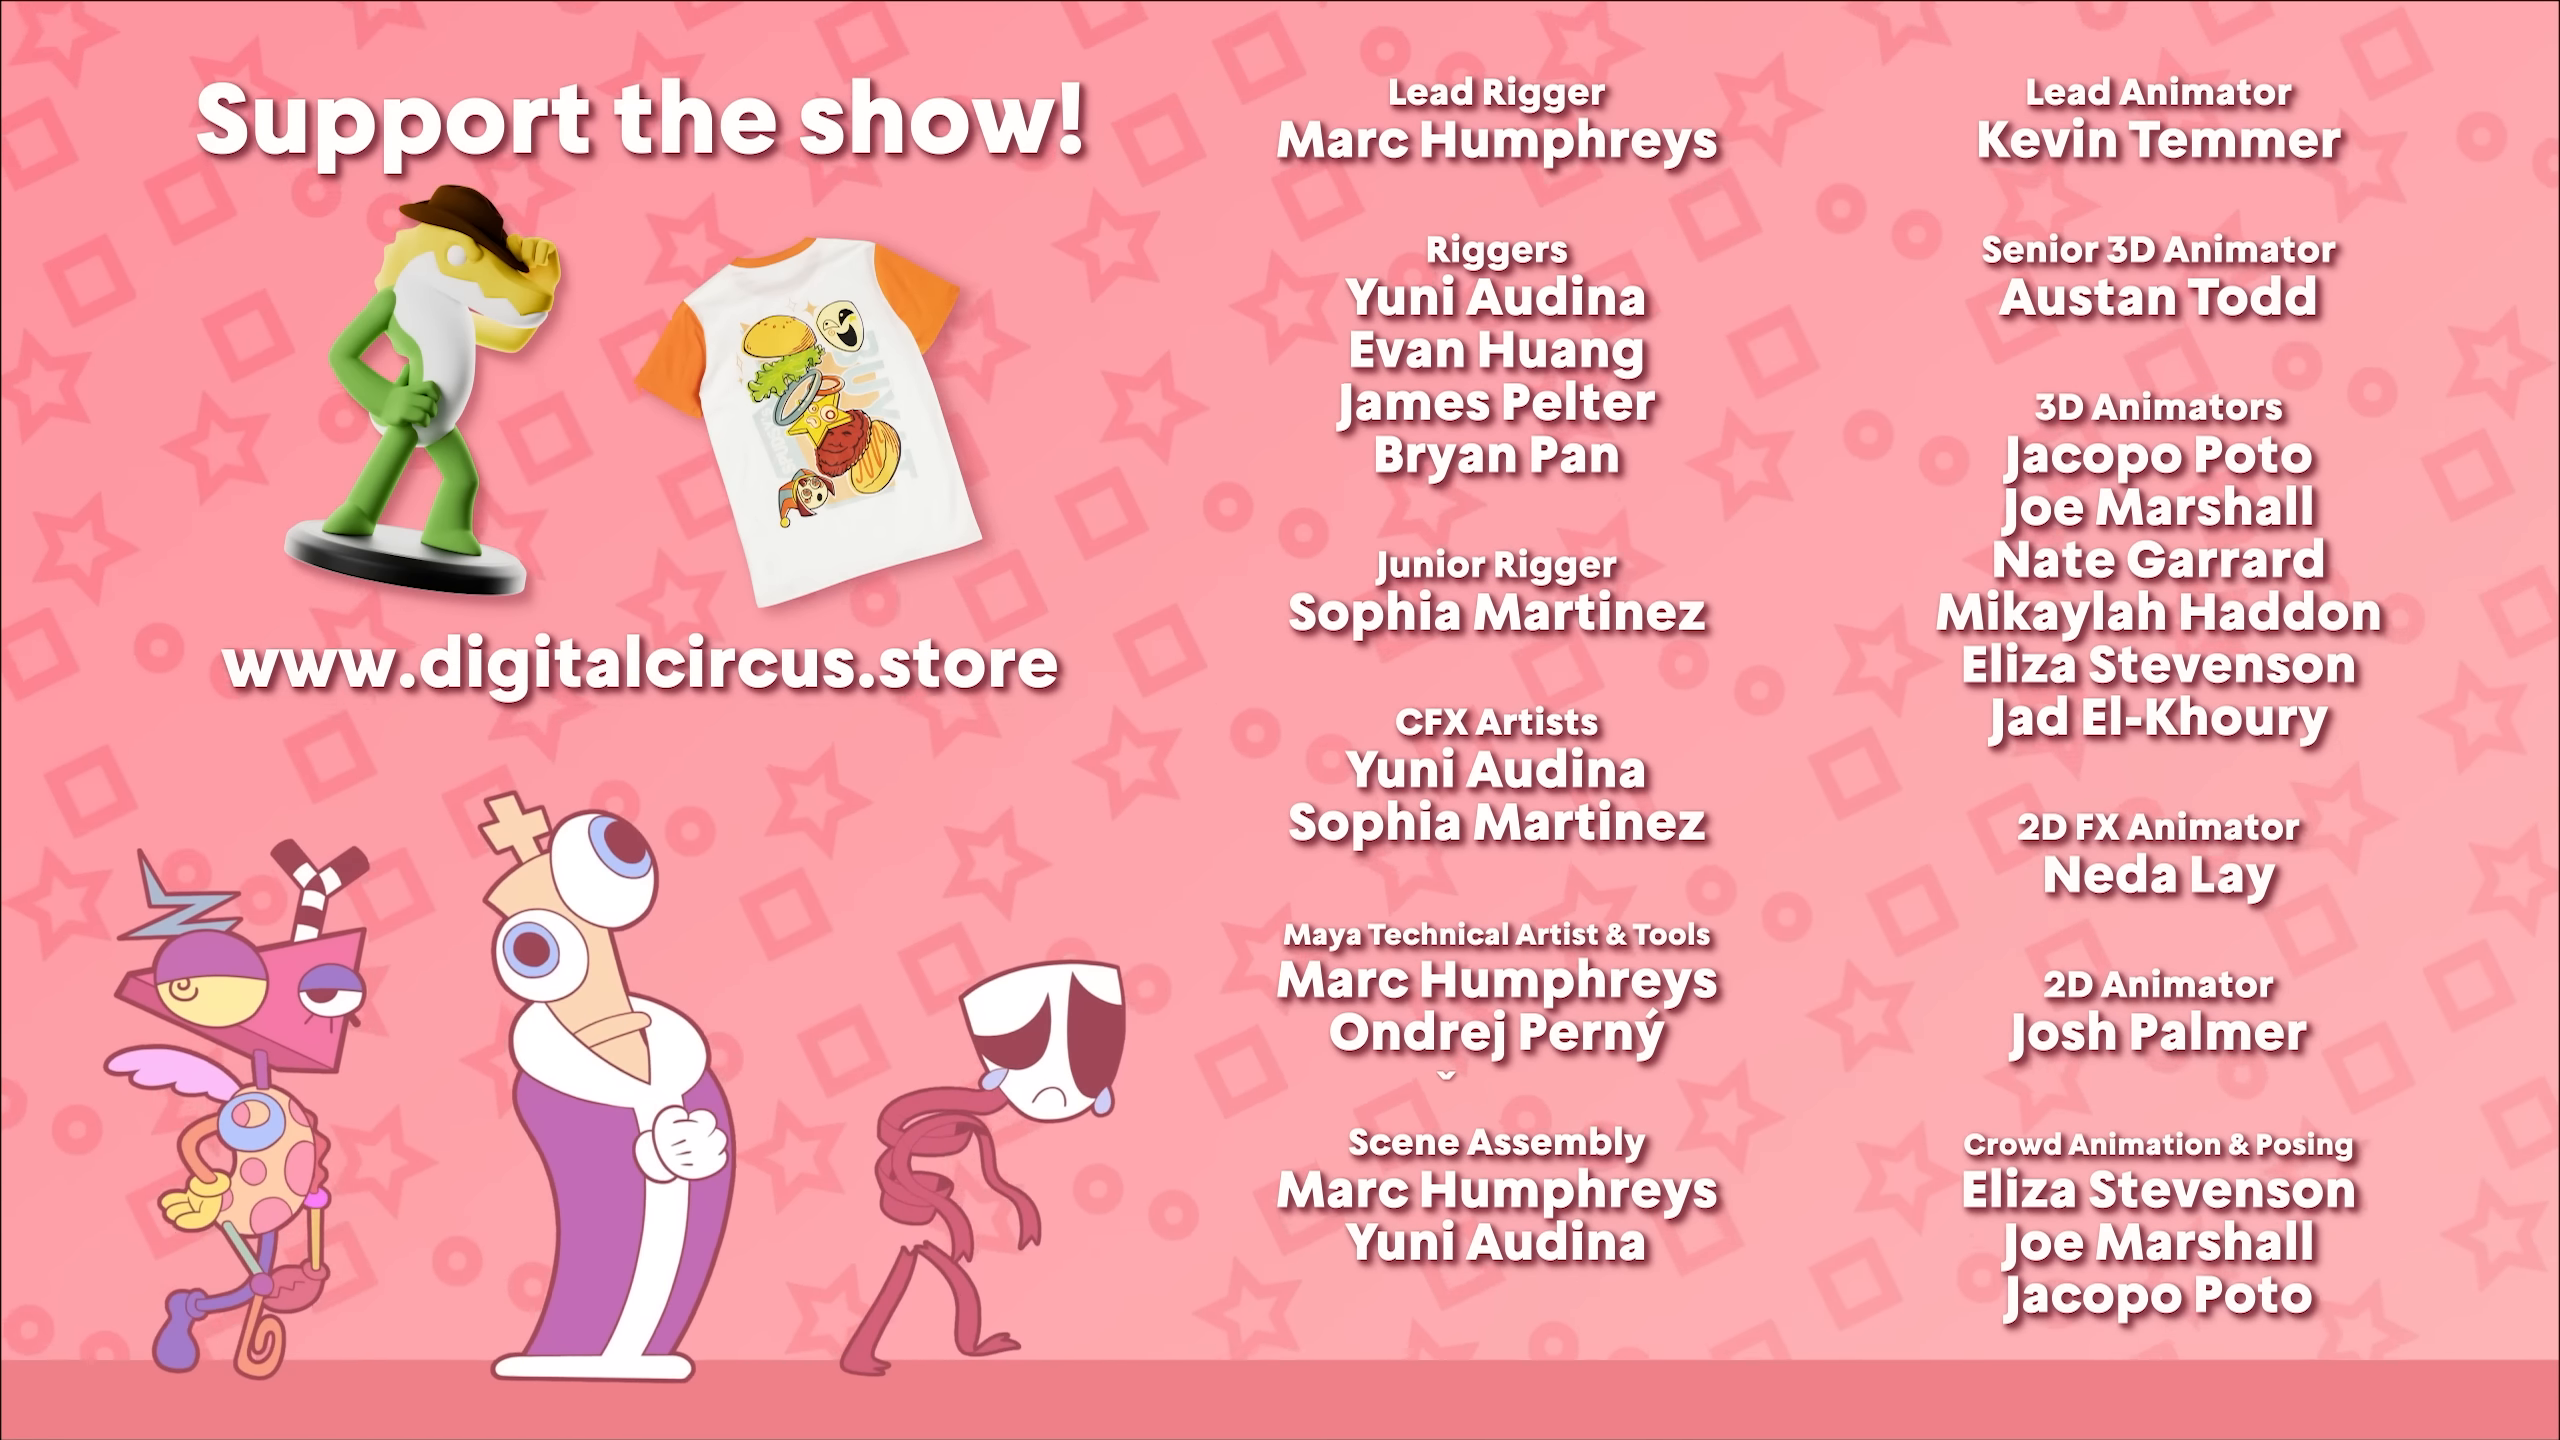 Support the show!
www.digitalcircus.store
Lead Rigger
Marc Humphreys
Riggers
Yuni Audina
Evan Huang
James Pelter
Bryan Pan
Junior Rigger
Sophia Martinez
CFX Artists
Yuni Audina
Sophia Martinez
Maya Technical Artist & Tools
Marc Humphreys
Ondrej Perný
Scene Assembly
Marc Humphreys
Yuni Audina
Lead Animator
Kevin Temmer
Senior 3D Animator
Austan Todd
3D Animators
Jacopo Poto
Joe Marshall
Nate Garrard
Mikaylah Haddon
Eliza Stevenson
Jad El-Khoury
2D FX Animator
Neda Lay
2D Animator
Josh Palmer
Crowd Animation & Posing
Eliza Stevenson
Joe Marshall
Jacopo Poto